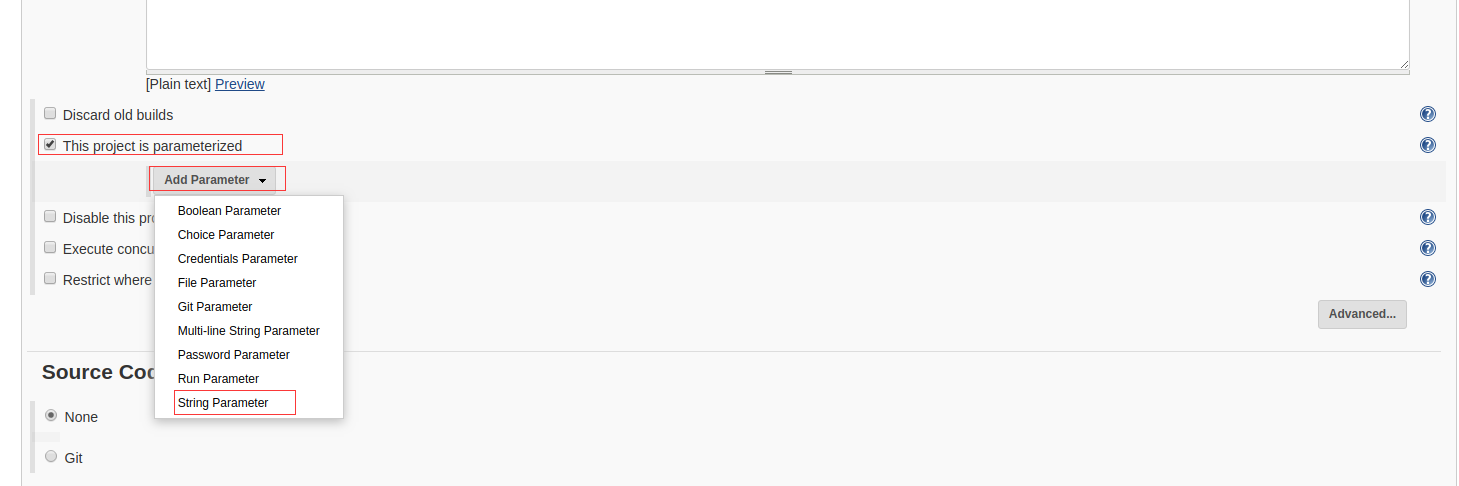 [Plain text] Preview
Discard old builds
This project is parameterized
Add Parameter
Boolean Parameter
Choice Parameter
Credentials Parameter
File Parameter
Git Parameter
Multi-line String Parameter
Password Parameter
Run Parameter
String Parameter
Disable this pro
Execute concu
Restrict where
Advanced...
Source Cod
None
Git